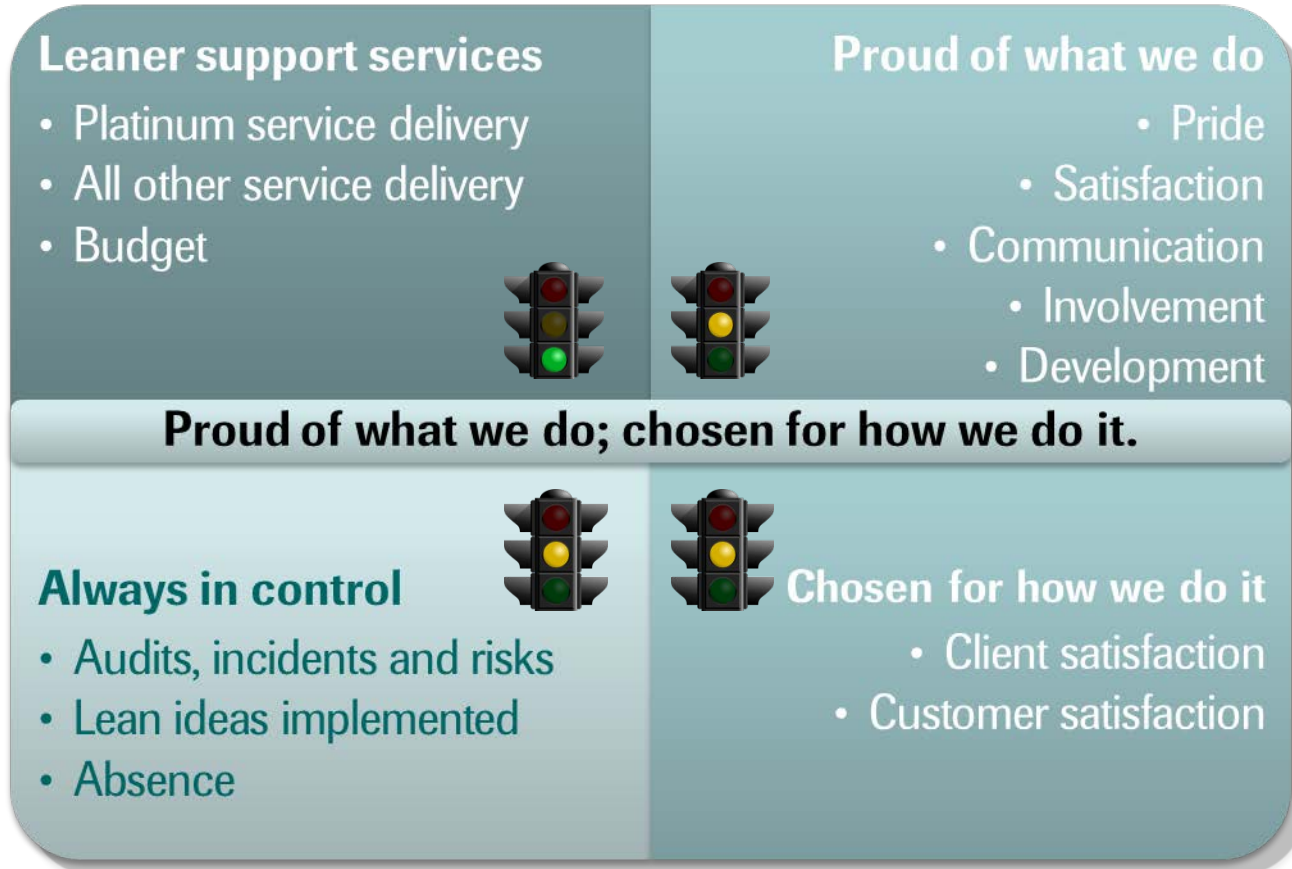 Leaner support services
• Platinum service delivery
• All other service delivery
• Budget
Proud of what we do
• Pride
• Satisfaction
• Communication
• Involvement
• Development
Proud of what we do; chosen for how we do it.
Always in control
• Audits, incidents and risks
• Lean ideas implemented
• Absence
Chosen for how we do it
• Client satisfaction
• Customer satisfaction